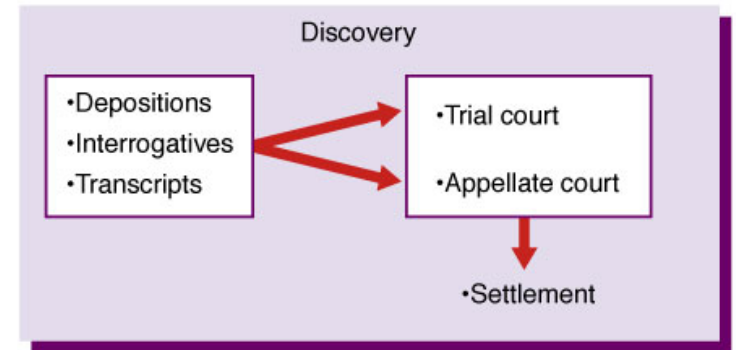 Discovery
•Depositions
•Interrogatives
•Transcripts
•Trial court
•Appellate court
•Settlement